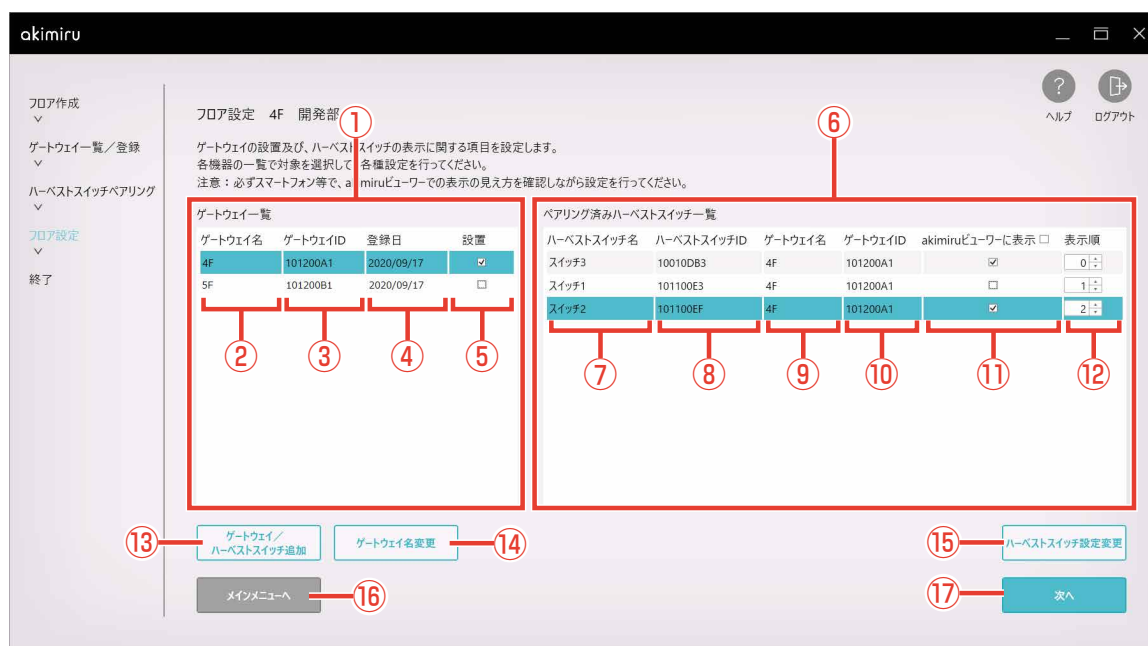 akimiru
ヘルプ
ログアウト
フロア作成
ゲートウェイ一覧／登録
ハーベストスイッチペアリング
フロア設定
終了
フロア設定 4F 開発部
①
⑥
ゲートウェイの設置及び、ハーベストスイッチの表示に関する項目を設定します。
各機器の一覧で対象を選択して、各種設定を行ってください。
注意：必ずスマートフォン等で、akimiruビューワーでの表示の見え方を確認しながら設定を行ってください。
ゲートウェイ一覧
ゲートウェイ名 ゲートウェイID 登録日 設置
4F 101200A1 2020/09/17
5F 101200B1 2020/09/17
② ③ ④ ⑤
ペアリング済みハーベストスイッチ一覧
ハーベストスイッチ名 ハーベストスイッチID ゲートウェイ名 ゲートウェイID akimiruビューワーに表示 表示順
スイッチ3 10010DB3 4F 101200A1 0
スイッチ1 101100E3 4F 101200A1 1
スイッチ2 101100EF 4F 101200A1 2
⑦ ⑧ ⑨ ⑩ ⑪ ⑫
⑬
ゲートウェイ／
ハーベストスイッチ追加
ゲートウェイ名変更
⑭
⑮
ハーベストスイッチ設定変更
メインメニューへ
⑯
⑰
次へ